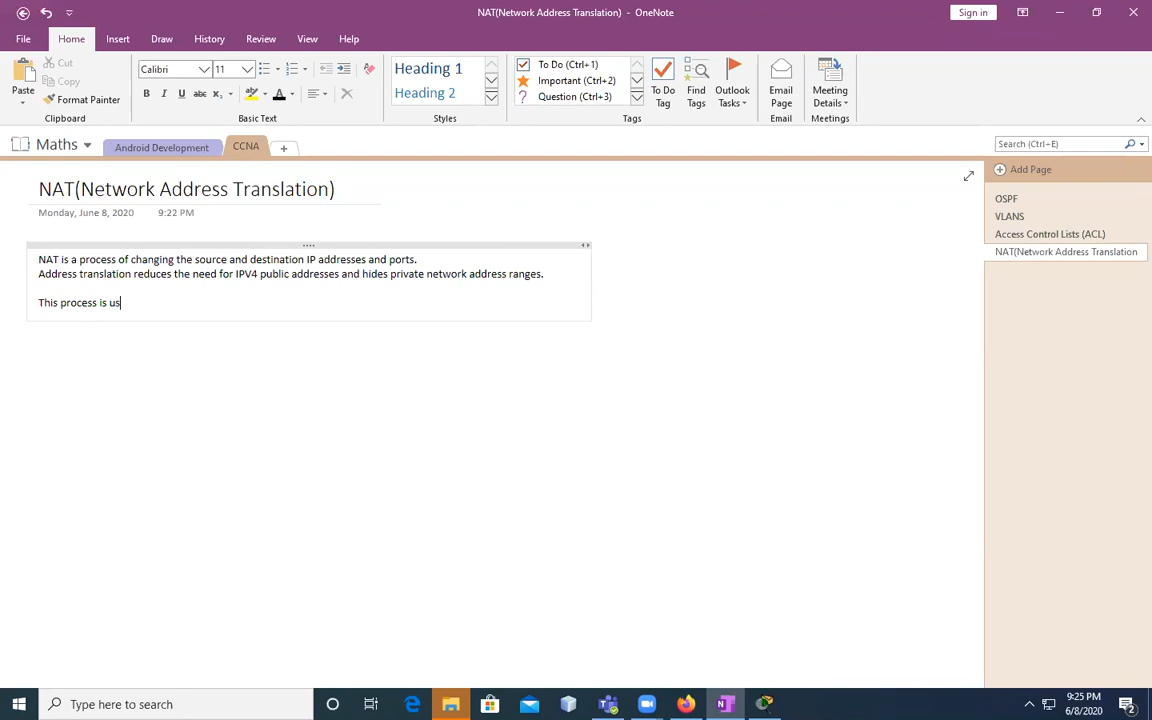 NAT(Network Address Translation) - OneNote
Sign in
File Home Insert Draw History Review View Help
Paste
Cut
Copy
Format Painter
Clipboard
Calibri 11
B I U abc x₂ A
Basic Text
Heading 1
Heading 2
Styles
To Do (Ctrl+1)
Important (Ctrl+2)
? Question (Ctrl+3)
To Do Tag
Find Tags
Outlook Tasks
Tags
Email Page
Email
Meeting Details
Meetings
Maths Android Development CCNA +
Search (Ctrl+E)
NAT(Network Address Translation)
Monday, June 8, 2020 9:22 PM
NAT is a process of changing the source and destination IP addresses and ports.
Address translation reduces the need for IPV4 public addresses and hides private network address ranges.
This process is us
Add Page
OSPF
VLANS
Access Control Lists (ACL)
NAT(Network Address Translation
Type here to search
9:25 PM
6/8/2020
2